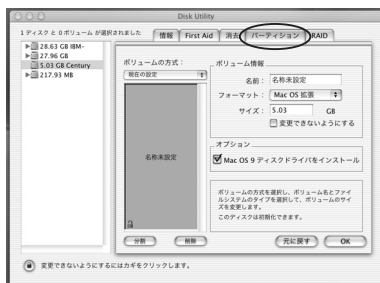 Disk Utility
1 ディスク と 0 ボリューム が選択されました
情報 First Aid 消去 パーティション RAID
28.63 GB IBM-
27.96 GB
5.03 GB Century
217.93 MB
ボリュームの方式：
現在の設定
名称未設定
分割 削除
ボリューム情報
名前： 名称未設定
フォーマット： Mac OS 拡張
サイズ： 5.03 GB
変更できないようにする
オプション
Mac OS 9 ディスクドライバをインストール
ボリュームの方式を選択し、ボリューム名とファイ
ルシステムのタイプを選択して、ボリュームのサイ
ズを変更します。
このディスクは初期化できます。
元に戻す OK
変更できないようにするにはカギをクリックします。